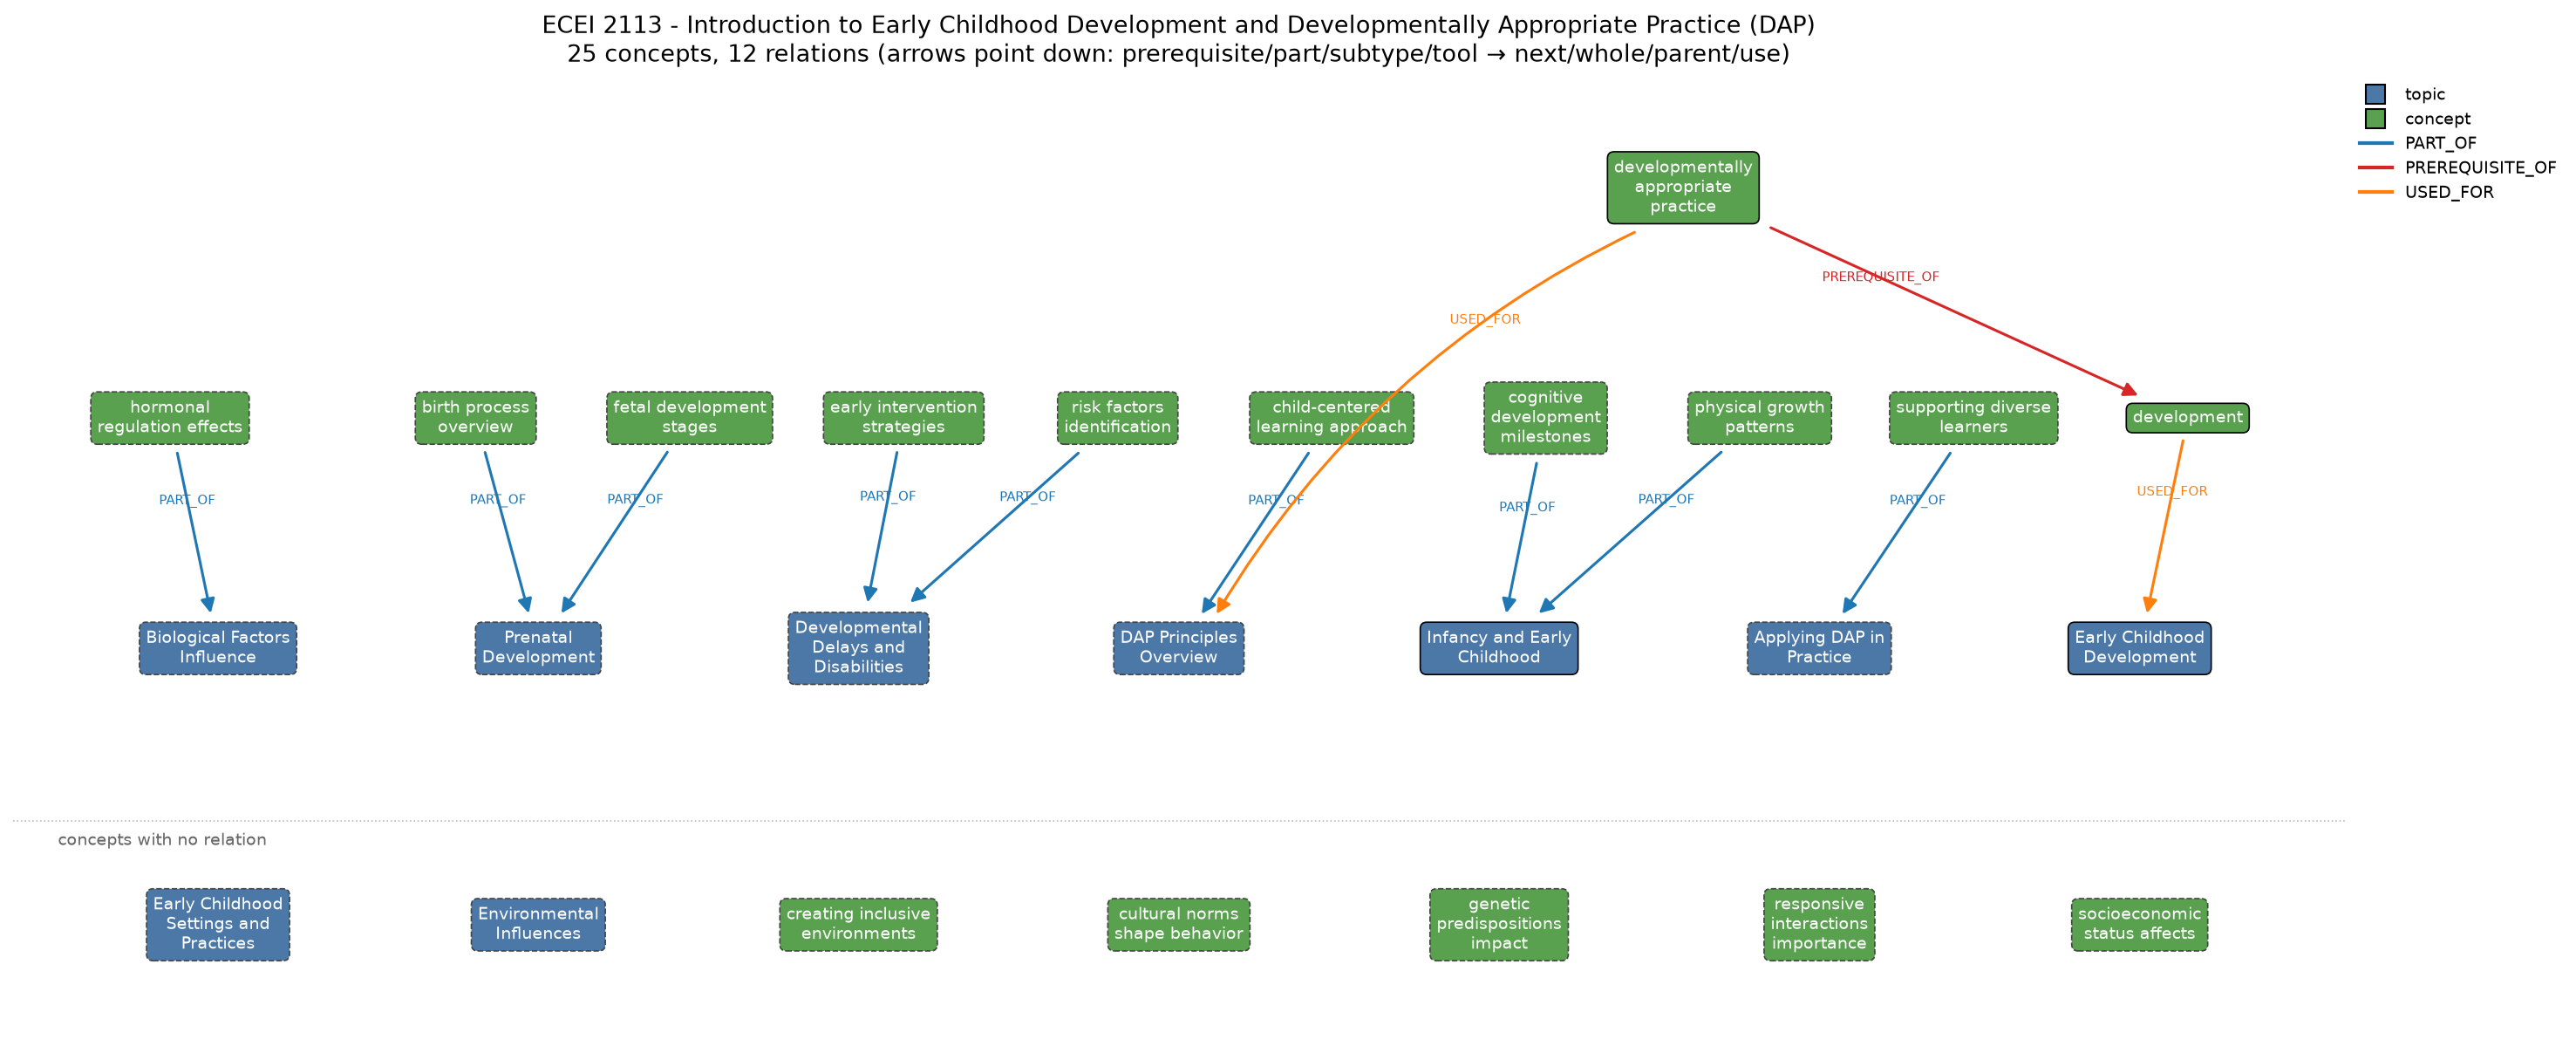 ECEI 2113 - Introduction to Early Childhood Development and Developmentally Appropriate Practice (DAP)
25 concepts, 12 relations (arrows point down: prerequisite/part/subtype/tool → next/whole/parent/use)
topic
concept
PART_OF
PREREQUISITE_OF
USED_FOR
developmentally
appropriate
practice
PREREQUISITE_OF
USED_FOR
hormonal
regulation effects
birth process
overview
fetal development
stages
early intervention
strategies
risk factors
identification
child-centered
learning approach
cognitive
development
milestones
physical growth
patterns
supporting diverse
learners
development
PART_OF
PART_OF
PART_OF
PART_OF
PART_OF
PART_OF
PART_OF
PART_OF
PART_OF
USED_FOR
Biological Factors
Influence
Prenatal
Development
Developmental
Delays and
Disabilities
DAP Principles
Overview
Infancy and Early
Childhood
Applying DAP in
Practice
Early Childhood
Development
concepts with no relation
Early Childhood
Settings and
Practices
Environmental
Influences
creating inclusive
environments
cultural norms
shape behavior
genetic
predispositions
impact
responsive
interactions
importance
socioeconomic
status affects